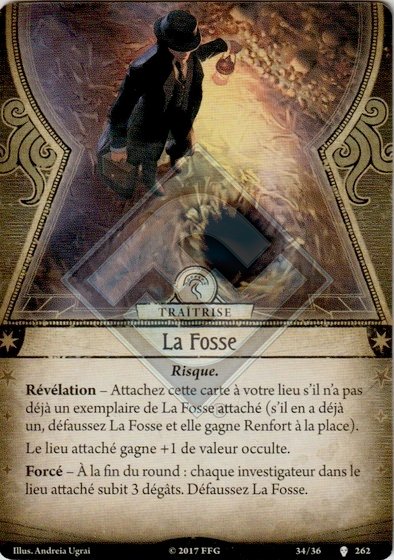 TRAÎTRISE
La Fosse
Risque.
Révélation – Attachez cette carte à votre lieu s'il n'a pas
déjà un exemplaire de La Fosse attaché (s'il en a déjà
un, défaussez La Fosse et elle gagne Renfort à la place).
Le lieu attaché gagne +1 de valeur occulte.
Forcé – À la fin du round : chaque investigateur dans le
lieu attaché subit 3 dégâts. Défaussez La Fosse.
Illus. Andreia Ugrai © 2017 FFG 34/36 262